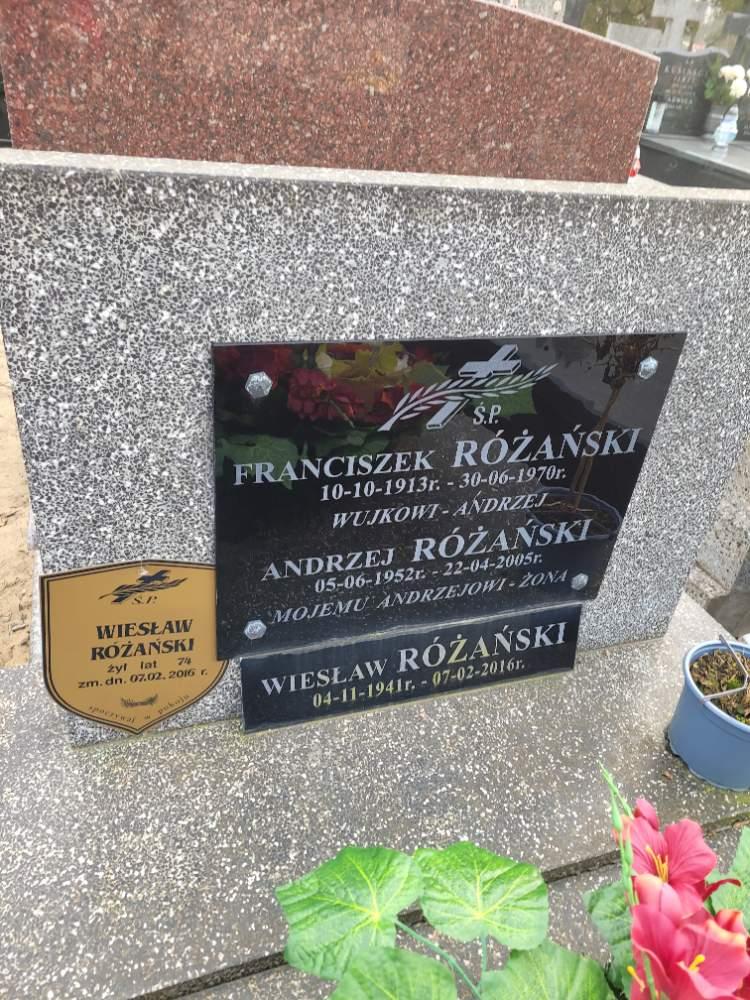 Ś.P.
FRANCISZEK RÓŻAŃSKI
10-10-1913r. - 30-06-1970r.
WUJKOWI - ANDRZEJ
ANDRZEJ RÓŻAŃSKI
05-06-1952r. - 22-04-2005r.
MOJEMU ANDRZEJOWI - ŻONA
WIESŁAW RÓŻAŃSKI
04-11-1941r. - 07-02-2016r.
Ś.P.
WIESŁAW
RÓŻAŃSKI
żył lat 74
zm. dn. 07.02. 2016 r.
spoczywaj w pokoju